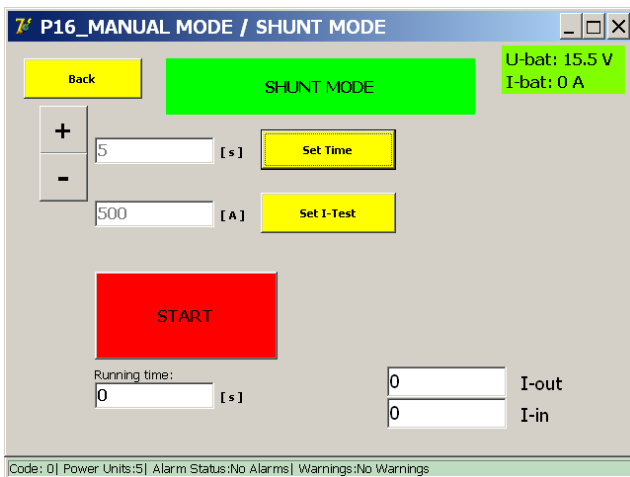 P16_MANUAL MODE / SHUNT MODE
Back
SHUNT MODE
U-bat: 15.5 V
I-bat: 0 A
+
5 [s] Set Time
-
500 [A] Set I-Test
START
Running time:
0 [s]
0 I-out
0 I-in
Code: 0| Power Units:5| Alarm Status:No Alarms| Warnings:No Warnings